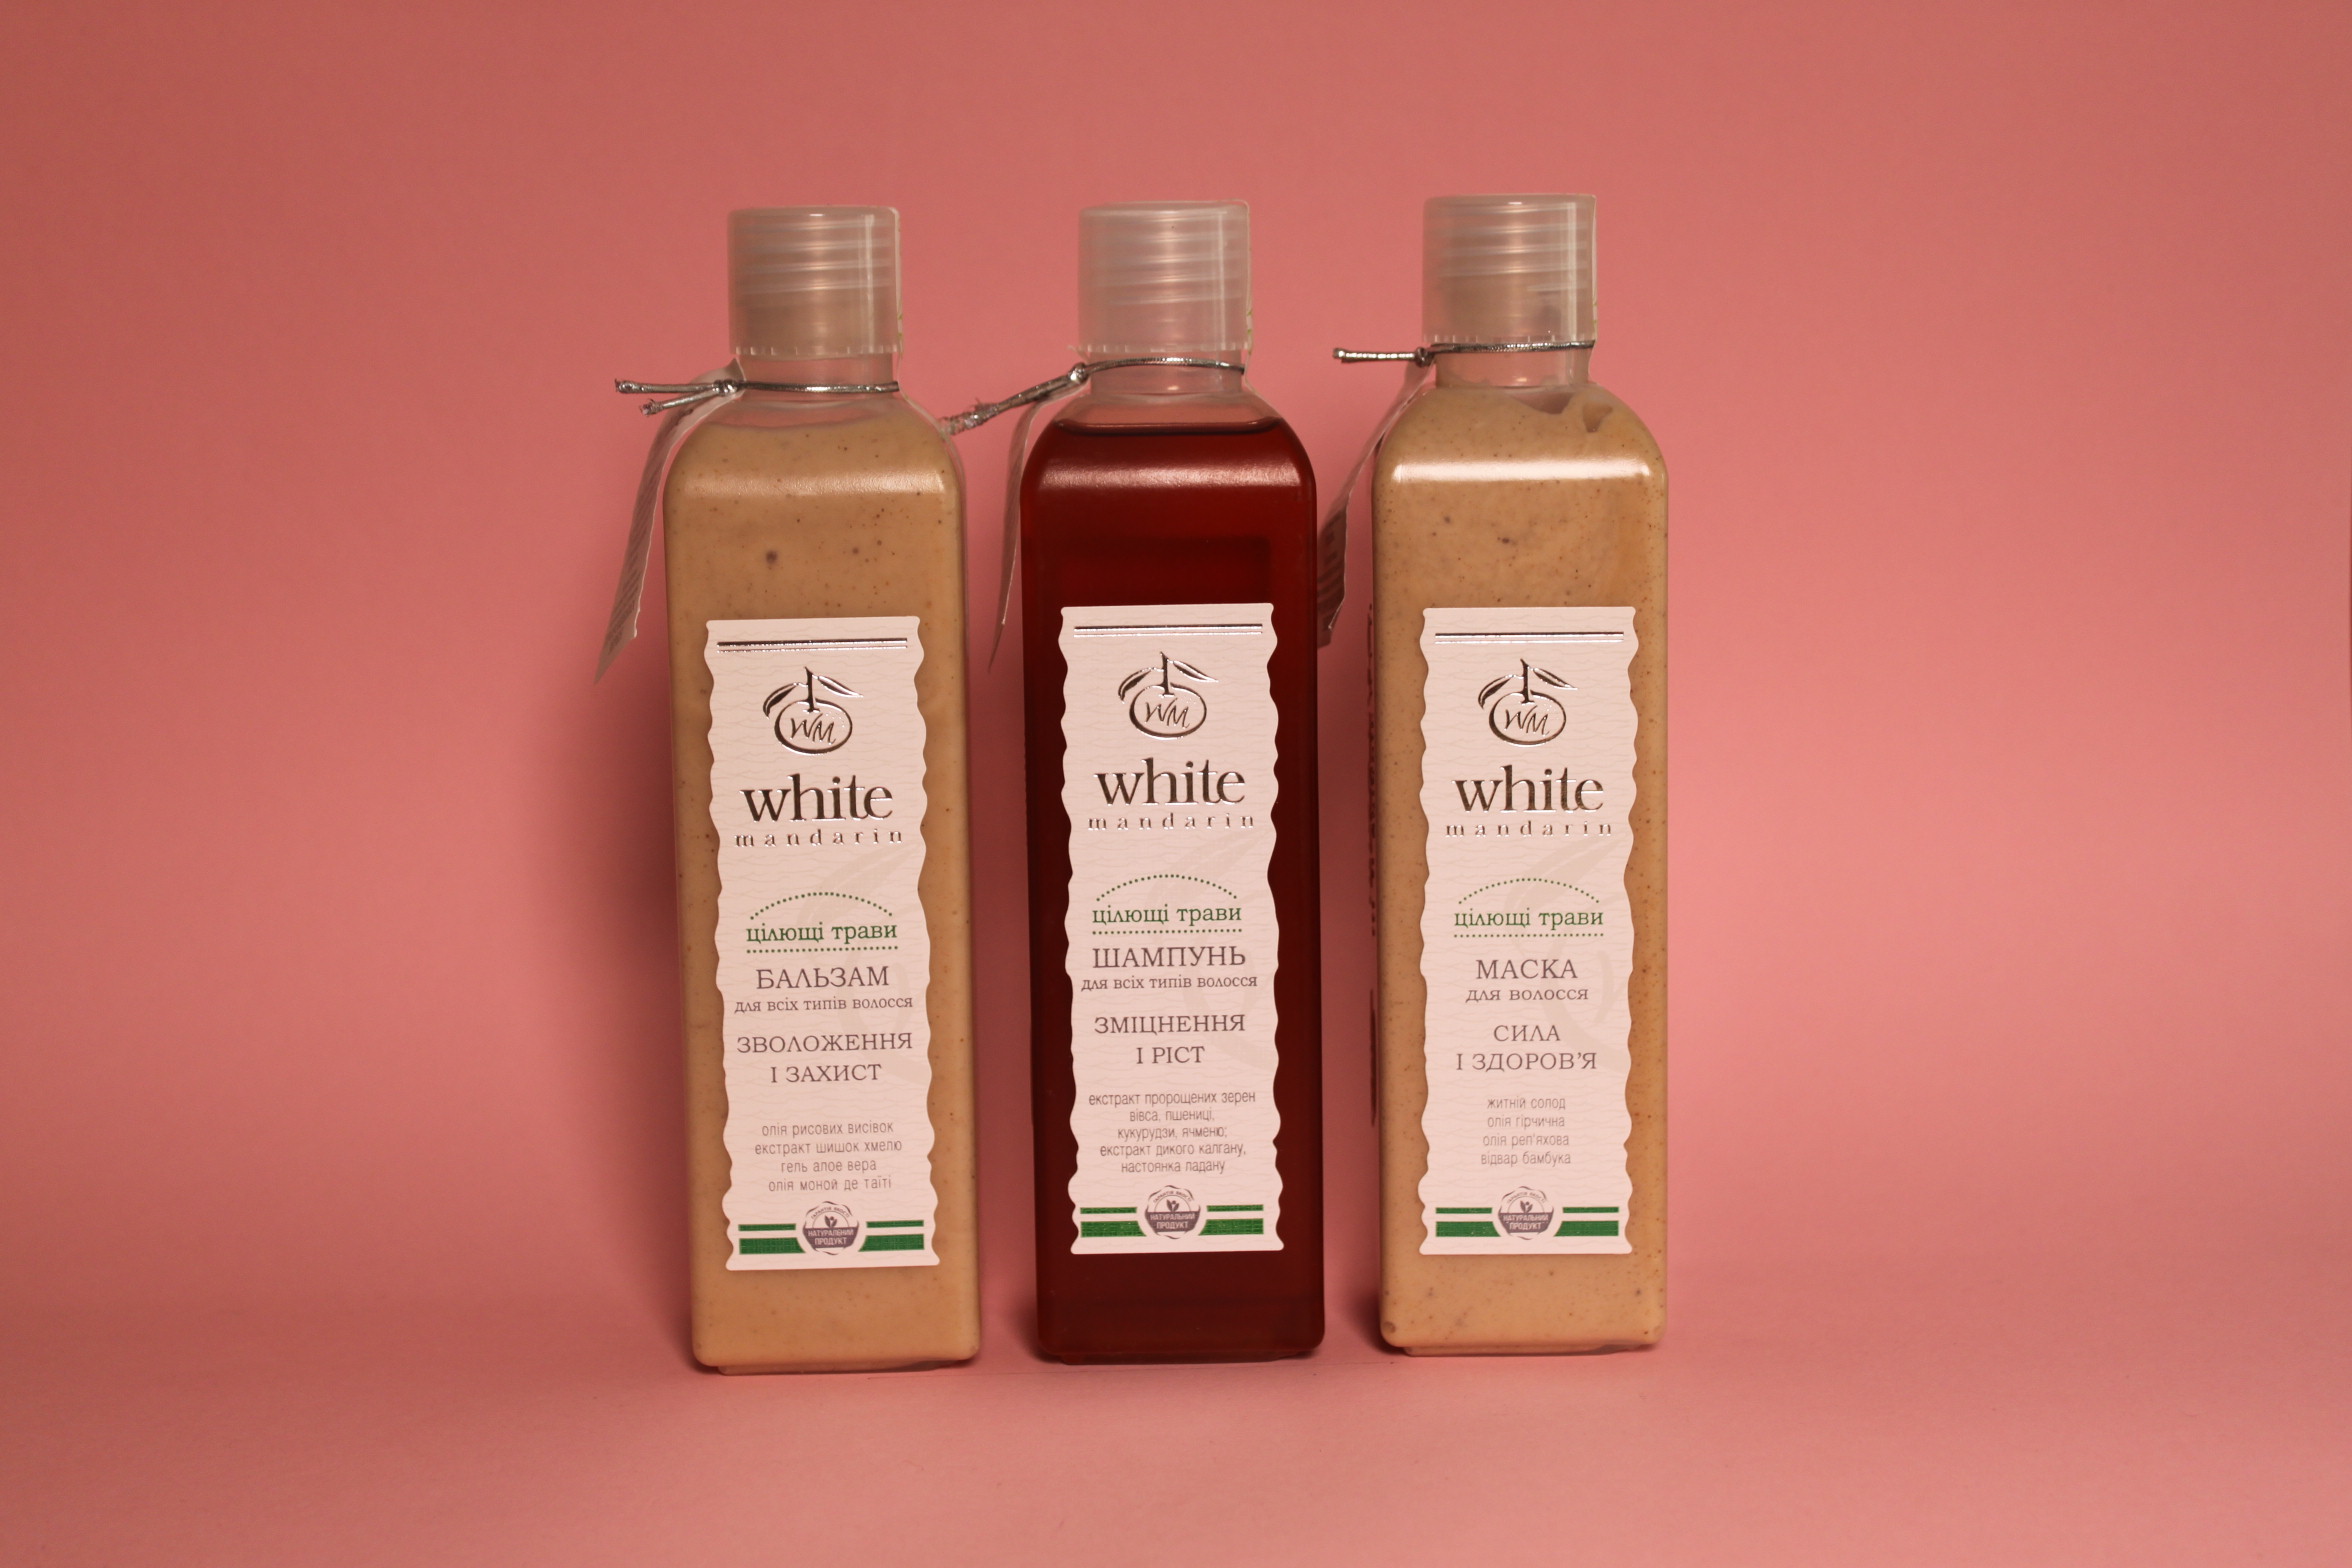 WM
white
mandarin
цілющі трави
БАЛЬЗАМ
для всіх типів волосся
ЗВОЛОЖЕННЯ
І ЗАХИСТ
олія рисових висівок
екстракт шишок хмелю
гель алое вера
олія моной де таїті
НАТУРАЛЬНИЙ
ПРОДУКТ
WM
white
mandarin
цілющі трави
ШАМПУНЬ
для всіх типів волосся
ЗМІЦНЕННЯ
І РІСТ
екстракт пророщених зерен
вівса, пшениці,
кукурудзи, ячменю;
екстракт дикого калгану,
настоянка ладану
НАТУРАЛЬНИЙ
ПРОДУКТ
WM
white
mandarin
цілющі трави
МАСКА
для волосся
СИЛА
І ЗДОРОВ'Я
житній солод
олія гірчична
олія реп'яхова
відвар бамбука
НАТУРАЛЬНИЙ
ПРОДУКТ